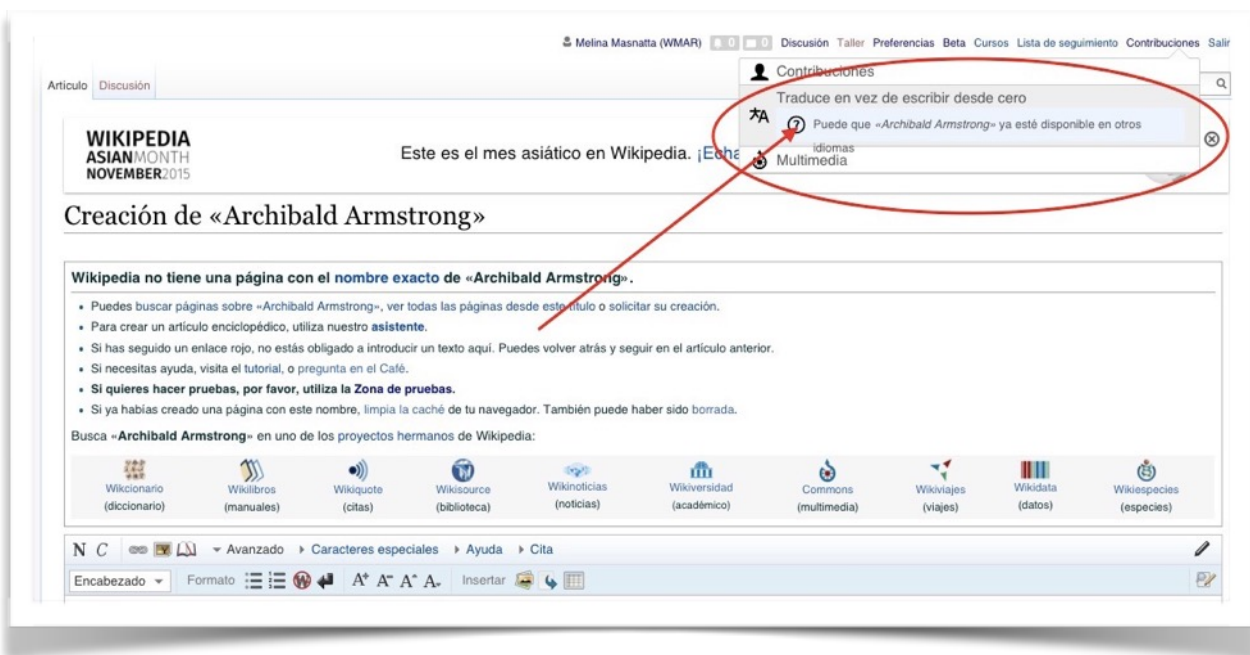 Melina Masnatta (WMAR) 0 0 Discusión Taller Preferencias Beta Cursos Lista de seguimiento Contribuciones Salir
Contribuciones
Artículo Discusión
Traduce en vez de escribir desde cero
Puede que «Archibald Armstrong» ya esté disponible en otros
idiomas
Multimedia
WIKIPEDIA
ASIANMONTH
NOVEMBER2015
Este es el mes asiático en Wikipedia. ¡Echa
Creación de «Archibald Armstrong»
Wikipedia no tiene una página con el nombre exacto de «Archibald Armstrong».
Puedes buscar páginas sobre «Archibald Armstrong», ver todas las páginas desde este título o solicitar su creación.
Para crear un artículo enciclopédico, utiliza nuestro asistente.
Si has seguido un enlace rojo, no estás obligado a introducir un texto aquí. Puedes volver atrás y seguir en el artículo anterior.
Si necesitas ayuda, visita el tutorial, o pregunta en el Café.
Si quieres hacer pruebas, por favor, utiliza la Zona de pruebas.
Si ya habías creado una página con este nombre, limpia la caché de tu navegador. También puede haber sido borrada.
Busca «Archibald Armstrong» en uno de los proyectos hermanos de Wikipedia:
Wikcionario Wikilibros Wikiquote Wikisource Wikinoticias Wikiversidad Commons Wikiviajes Wikidata Wikiespecies
(diccionario) (manuales) (citas) (biblioteca) (noticias) (académico) (multimedia) (viajes) (datos) (especies)
N C Avanzado Caracteres especiales Ayuda Cita
Encabezado Formato A A A A Insertar